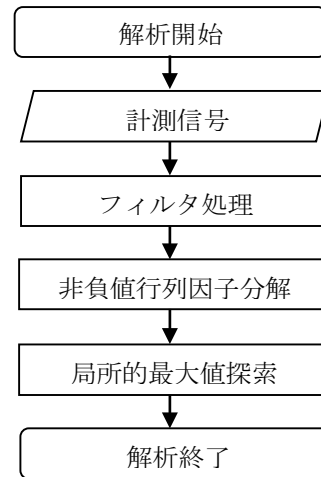 解析開始
計測信号
フィルタ処理
非負値行列因子分解
局所的最大値探索
解析終了